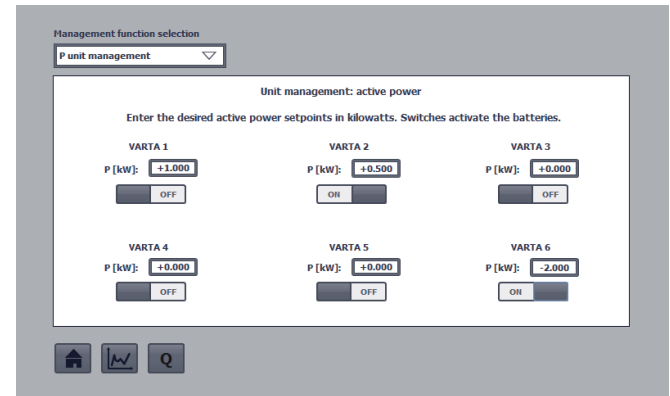 Management function selection
P unit management
Unit management: active power
Enter the desired active power setpoints in kilowatts. Switches activate the batteries.
VARTA 1 VARTA 2 VARTA 3
P [kW]: +1.000 P [kW]: +0.500 P [kW]: +0.000
OFF ON OFF
VARTA 4 VARTA 5 VARTA 6
P [kW]: +0.000 P [kW]: +0.000 P [kW]: -2.000
OFF OFF ON
Q